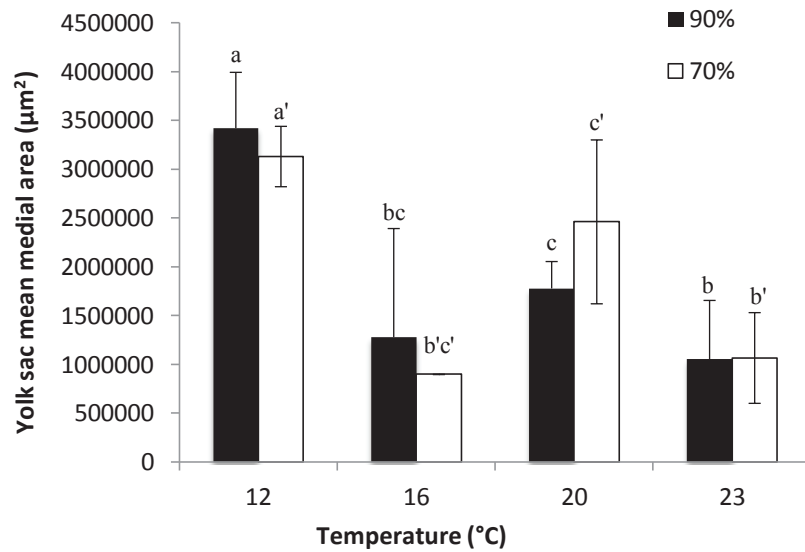 90%
70%
Yolk sac mean medial area (µm²)
4500000
4000000
3500000
3000000
2500000
2000000
1500000
1000000
500000
0
a
a'
bc
b'c'
c
c'
b
b'
12
16
20
23
Temperature (°C)